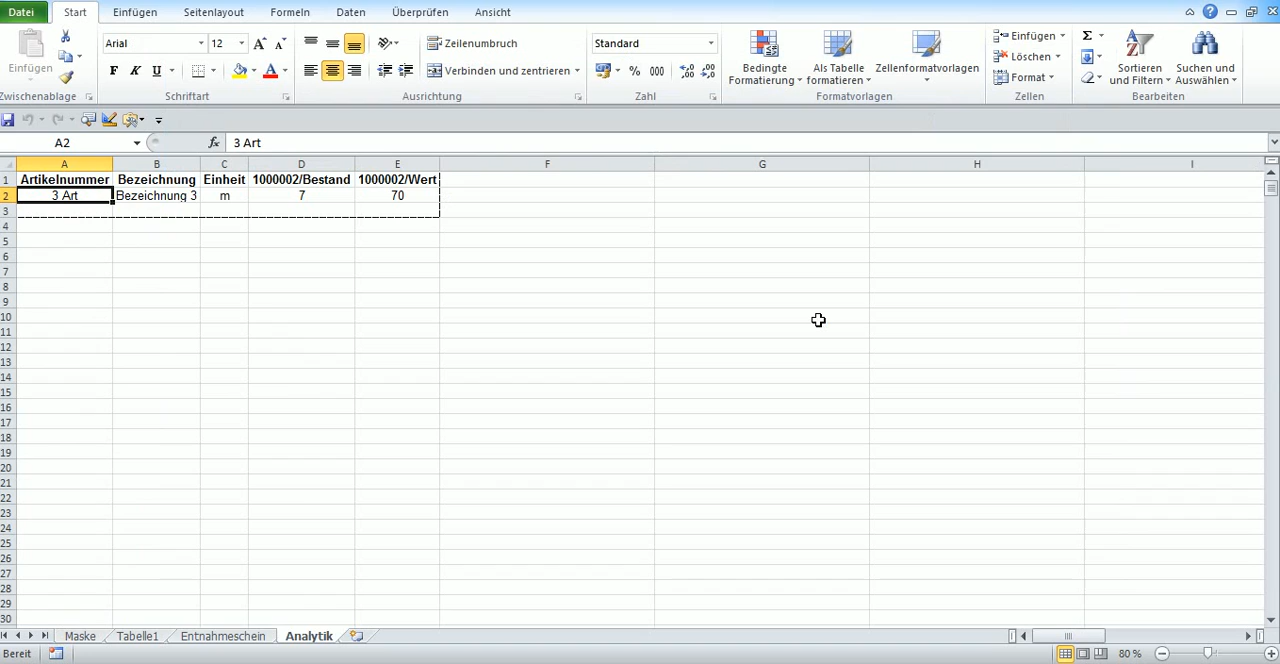 Datei Start Einfügen Seitenlayout Formeln Daten Überprüfen Ansicht
Einfügen
Zwischenablage
Arial 12
F K U
Schriftart
Zeilenumbruch
Verbinden und zentrieren
Ausrichtung
Standard
% 000
Zahl
Bedingte Formatierung
Als Tabelle formatieren
Zellenformatvorlagen
Formatvorlagen
Einfügen
Löschen
Format
Zellen
Σ
Sortieren und Filtern
Suchen und Auswählen
Bearbeiten
A2 fx 3 Art
A B C D E F G H I
1 Artikelnummer Bezeichnung Einheit 1000002/Bestand 1000002/Wert
2 3 Art Bezeichnung 3 m 7 70
3
4
5
6
7
8
9
10
11
12
13
14
15
16
17
18
19
20
21
22
23
24
25
26
27
28
29
30
Maske Tabelle1 Entnahmeschein Analytik
Bereit 80 %